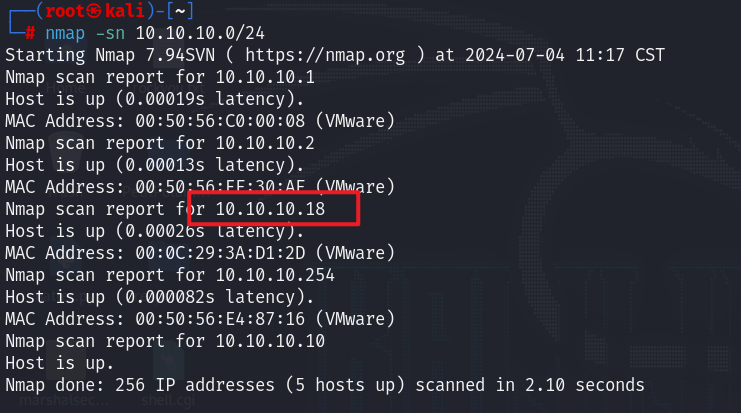 ┌──(root㉿kali)-[~]
└─# nmap -sn 10.10.10.0/24
Starting Nmap 7.94SVN ( https://nmap.org ) at 2024-07-04 11:17 CST
Nmap scan report for 10.10.10.1
Host is up (0.00019s latency).
MAC Address: 00:50:56:C0:00:08 (VMware)
Nmap scan report for 10.10.10.2
Host is up (0.00013s latency).
MAC Address: 00:50:56:EE:30:AE (VMware)
Nmap scan report for 10.10.10.18
Host is up (0.00026s latency).
MAC Address: 00:0C:29:3A:D1:2D (VMware)
Nmap scan report for 10.10.10.254
Host is up (0.000082s latency).
MAC Address: 00:50:56:E4:87:16 (VMware)
Nmap scan report for 10.10.10.10
Host is up.
Nmap done: 256 IP addresses (5 hosts up) scanned in 2.10 seconds
marshalsec...
shell.cgi